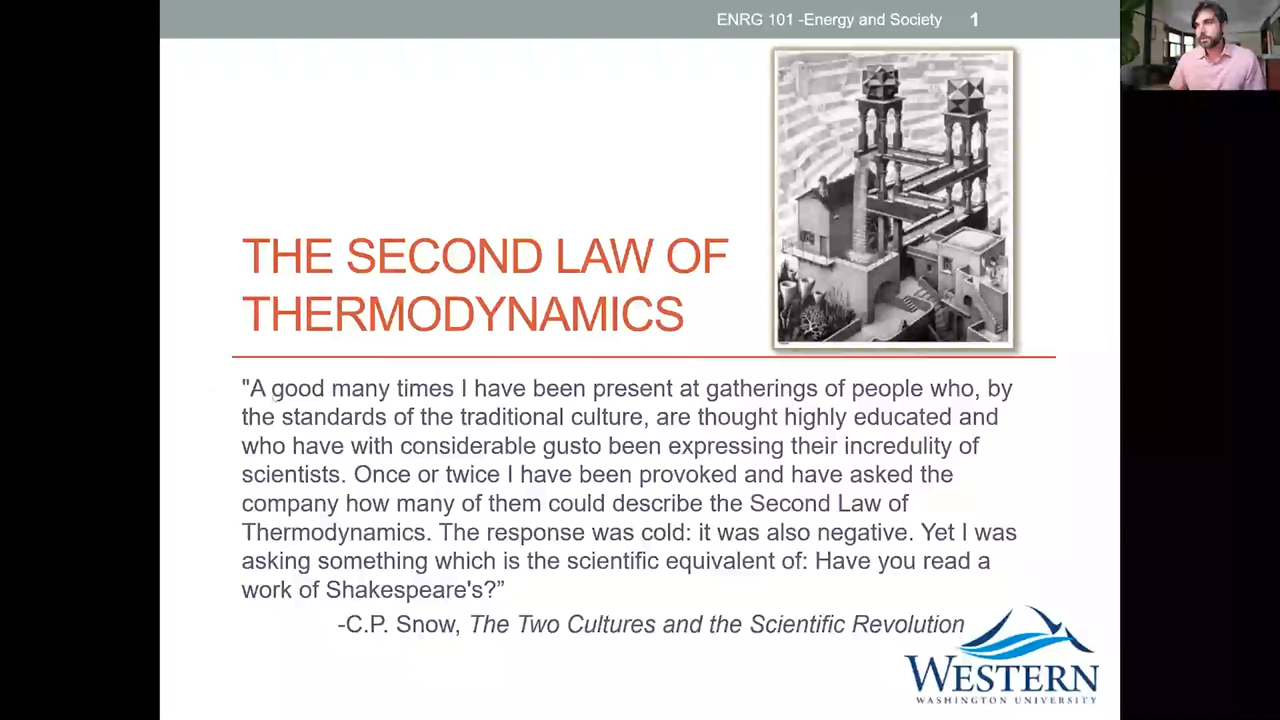 ENRG 101 -Energy and Society 1
THE SECOND LAW OF
THERMODYNAMICS
"A good many times I have been present at gatherings of people who, by
the standards of the traditional culture, are thought highly educated and
who have with considerable gusto been expressing their incredulity of
scientists. Once or twice I have been provoked and have asked the
company how many of them could describe the Second Law of
Thermodynamics. The response was cold: it was also negative. Yet I was
asking something which is the scientific equivalent of: Have you read a
work of Shakespeare's?”
-C.P. Snow, The Two Cultures and the Scientific Revolution
WESTERN
WASHINGTON UNIVERSITY